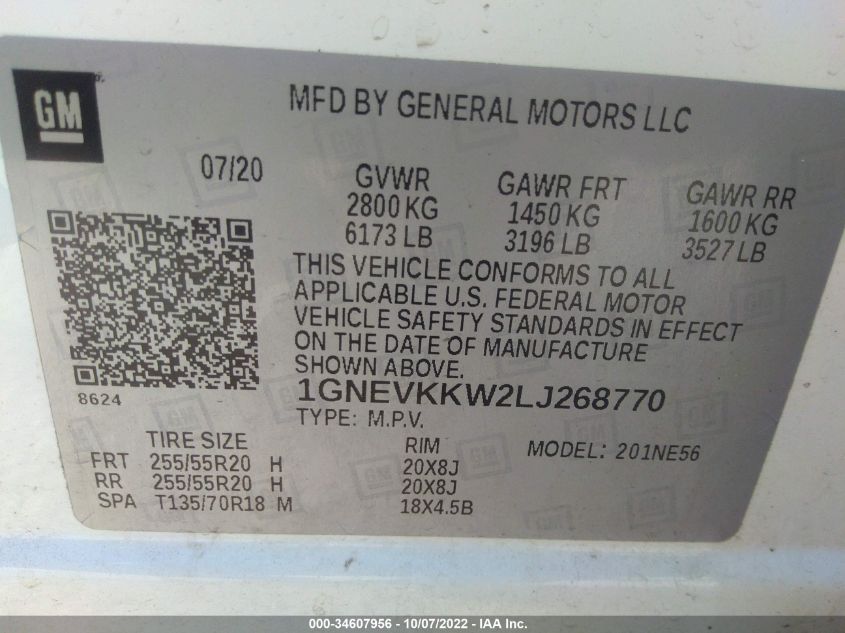 GM
MFD BY GENERAL MOTORS LLC
07/20
GVWR GAWR FRT GAWR RR
2800 KG 1450 KG 1600 KG
6173 LB 3196 LB 3527 LB
THIS VEHICLE CONFORMS TO ALL
APPLICABLE U.S. FEDERAL MOTOR
VEHICLE SAFETY STANDARDS IN EFFECT
ON THE DATE OF MANUFACTURE
SHOWN ABOVE.
8624
1GNEVKKW2LJ268770
TYPE: M.P.V.
TIRE SIZE RIM MODEL: 201NE56
FRT 255/55R20 H 20X8J
RR 255/55R20 H 20X8J
SPA T135/70R18 M 18X4.5B
000-34607956 - 10/07/2022 - IAA Inc.